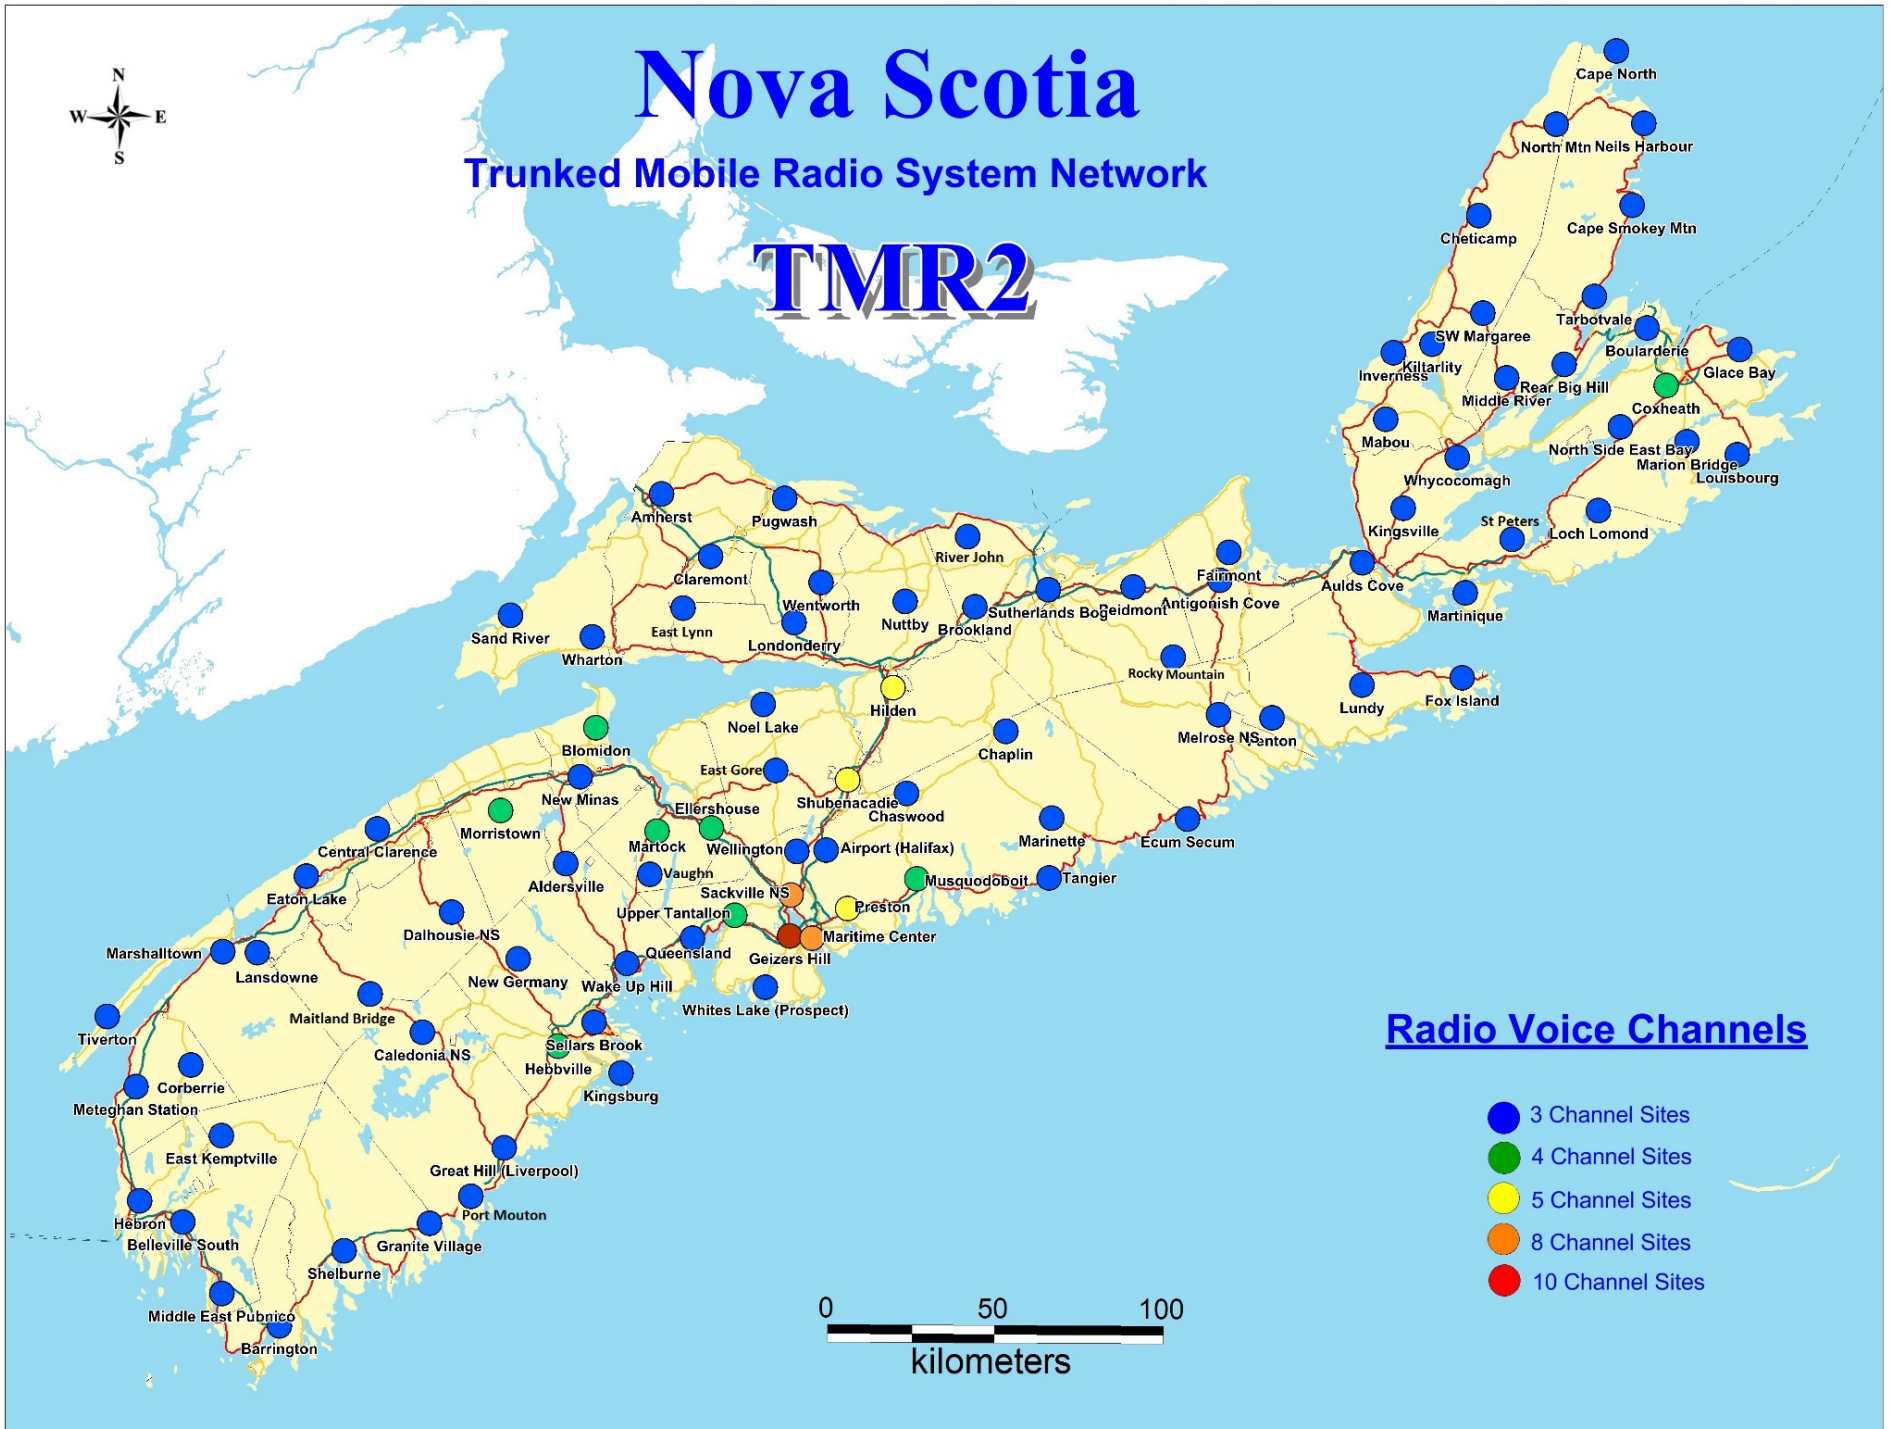 N
W E
S
Nova Scotia
Trunked Mobile Radio System Network
TMR2
Cape North
North Mtn
Neils Harbour
Cape Smokey Mtn
Cheticamp
Tarbotvale
SW Margaree
Boularderie
Kiltarlity
Inverness
Glace Bay
Rear Big Hill
Middle River
Coxheath
Mabou
North Side East Bay
Marion Bridge
Louisbourg
Whycocomagh
Kingsville
St Peters
Loch Lomond
Amherst
Pugwash
River John
Claremont
Wentworth
Fairmont
Aulds Cove
Antigonish Cove
Sutherlands Bog
Martinique
Nuttby
Brookland
East Lynn
Sand River
Londonderry
Wharton
Rocky Mountain
Fox Island
Lundy
Hilden
Noel Lake
Melrose NS
Chaplin
Blomidon
East Gore
New Minas
Shubenacadie
Ellershouse
Chaswood
Morristown
Marinette
Ecum Secum
Martock
Wellington
Airport (Halifax)
Central Clarence
Vaughn
Musquodoboit
Tangier
Aldersville
Sackville NS
Eaton Lake
Preston
Upper Tantallon
Dalhousie NS
Maritime Center
Marshalltown
Queensland
Geizers Hill
Lansdowne
New Germany
Wake Up Hill
Whites Lake (Prospect)
Maitland Bridge
Tiverton
Sellars Brook
Caledonia NS
Hebbville
Corberrie
Kingsburg
Meteghan Station
East Kemptville
Great Hill (Liverpool)
Port Mouton
Hebron
Belleville South
Granite Village
Shelburne
Middle East Pubnico
Barrington
Radio Voice Channels
3 Channel Sites
4 Channel Sites
5 Channel Sites
8 Channel Sites
10 Channel Sites
0 50 100
kilometers